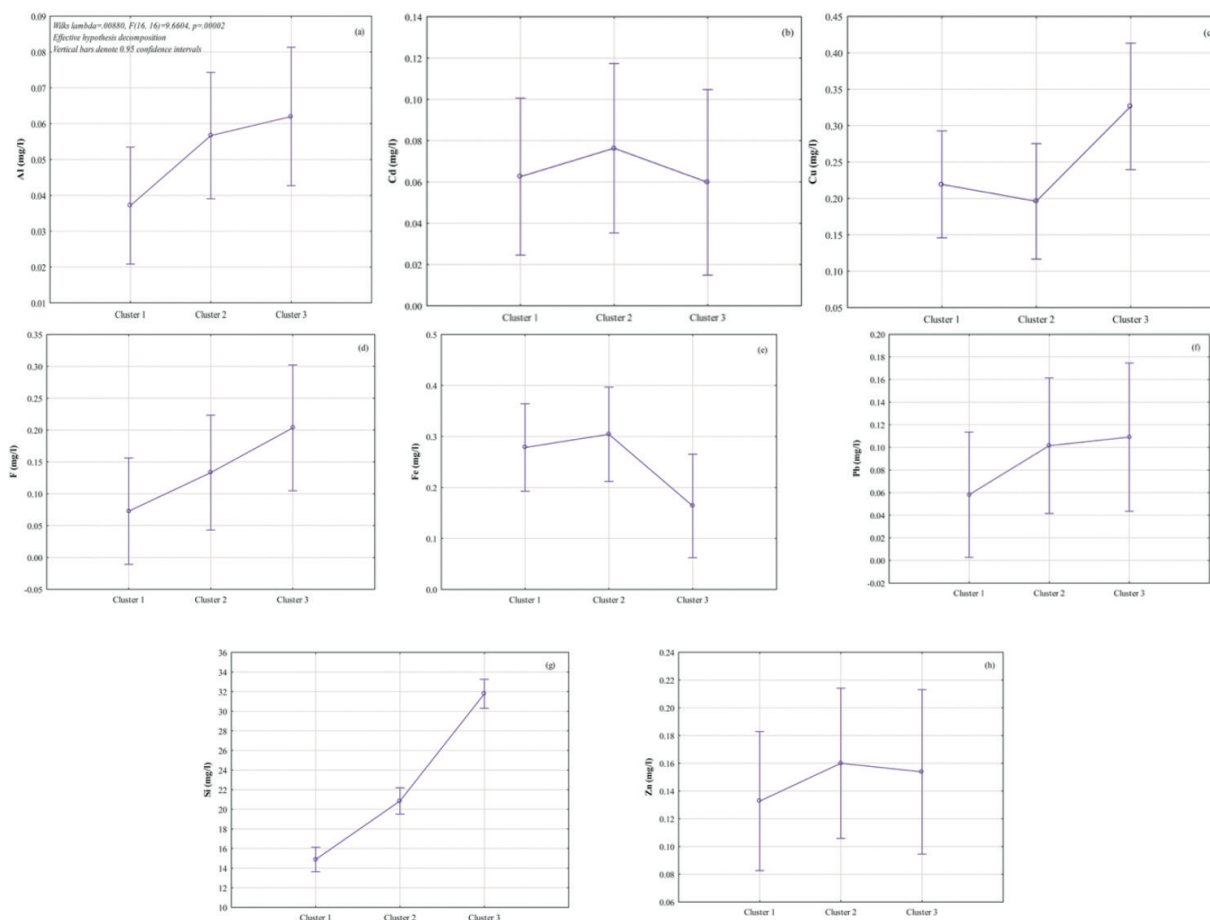 Wilks lambda=.00880, F(16, 16)=9.6604, p=.00002
Effective hypothesis decomposition
Vertical bars denote 0.95 confidence intervals
(a)
Al (mg/l)
0.09
0.08
0.07
0.06
0.05
0.04
0.03
0.02
0.01
Cluster 1 Cluster 2 Cluster 3
(b)
Cd (mg/l)
0.14
0.12
0.10
0.08
0.06
0.04
0.02
0.00
Cluster 1 Cluster 2 Cluster 3
(c
Cu (mg/l)
0.45
0.40
0.35
0.30
0.25
0.20
0.15
0.10
0.05
Cluster 1 Cluster 2 Cluster 3
(d)
F (mg/l)
0.35
0.30
0.25
0.20
0.15
0.10
0.05
0.00
-0.05
Cluster 1 Cluster 2 Cluster 3
(e)
Fe (mg/l)
0.5
0.4
0.3
0.2
0.1
0.0
Cluster 1 Cluster 2 Cluster 3
(f)
Pb (mg/l)
0.20
0.18
0.16
0.14
0.12
0.10
0.08
0.06
0.04
0.02
0.00
-0.02
Cluster 1 Cluster 2 Cluster 3
(g)
Si (mg/l)
36
34
32
30
28
26
24
22
20
18
16
14
12
10
Cluster 1 Cluster 2 Cluster 3
(h)
Zn (mg/l)
0.24
0.22
0.20
0.18
0.16
0.14
0.12
0.10
0.08
0.06
Cluster 1 Cluster 2 Cluster 3